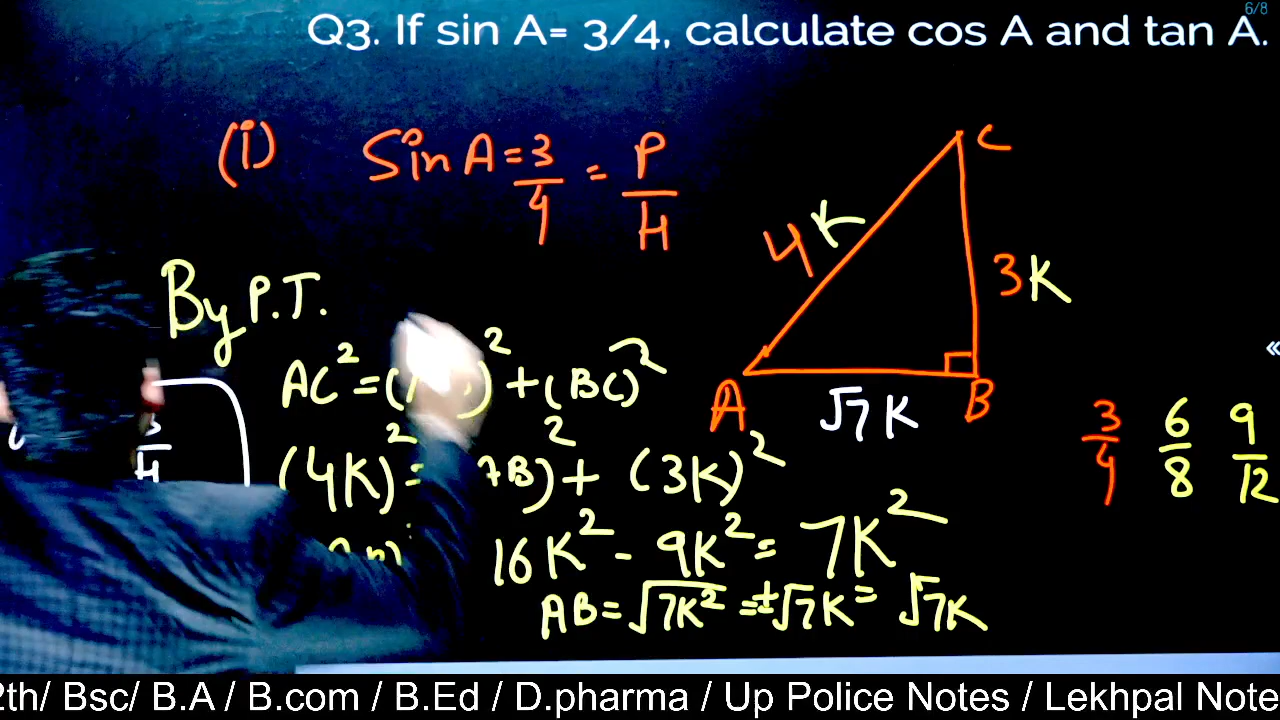 6/8
Q3. If sin A= 3/4, calculate cos A and tan A.
(i) Sin A = 3/4 = P/H
C
4K
3K
A
B
√7K
By P.T.
AC² = ( )² + (BC)²
(4K)² = B)² + (3K)²
16K² - 9K² = 7K²
AB = √7K² = ±√7K = √7K
3/4 6/8 9/12
3/4
2th/ Bsc/ B.A / B.com / B.Ed / D.pharma / Up Police Notes / Lekhpal Note